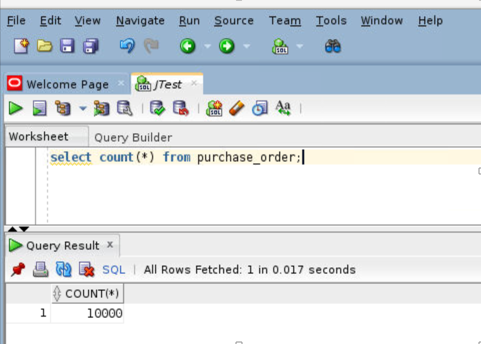 File Edit View Navigate Run Source Team Tools Window Help
Welcome Page × JTest ×
Worksheet Query Builder
select count(*) from purchase_order;
Query Result ×
SQL | All Rows Fetched: 1 in 0.017 seconds
COUNT(*)
1 10000